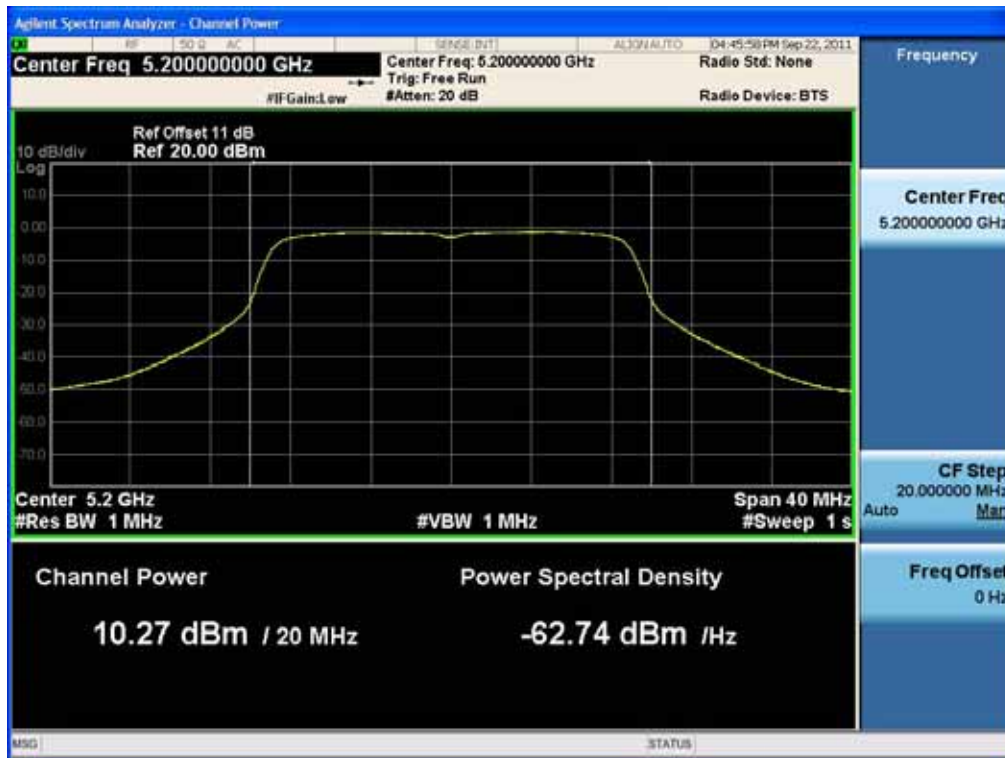 Agilent Spectrum Analyzer - Channel Power
RF 50 Ω AC SENSE:INT ALIGN AUTO 04:45:58 PM Sep 22, 2011
Center Freq 5.200000000 GHz
Center Freq: 5.200000000 GHz
Radio Std: None
Trig: Free Run
#IFGain:Low
#Atten: 20 dB
Radio Device: BTS
Ref Offset 11 dB
10 dB/div Ref 20.00 dBm
Log
10.0
0.00
-10.0
-20.0
-30.0
-40.0
-50.0
-60.0
-70.0
Center 5.2 GHz Span 40 MHz
#Res BW 1 MHz #VBW 1 MHz #Sweep 1 s
Channel Power
Power Spectral Density
10.27 dBm / 20 MHz
-62.74 dBm /Hz
MSG STATUS
Frequency
Center Freq
5.200000000 GHz
CF Step
20.000000 MHz
Auto Man
Freq Offset
0 Hz